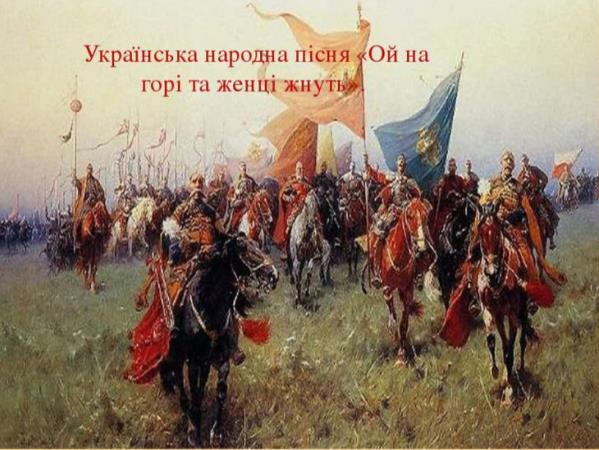 Українська народна пісня «Ой на
горі та женці жнуть».